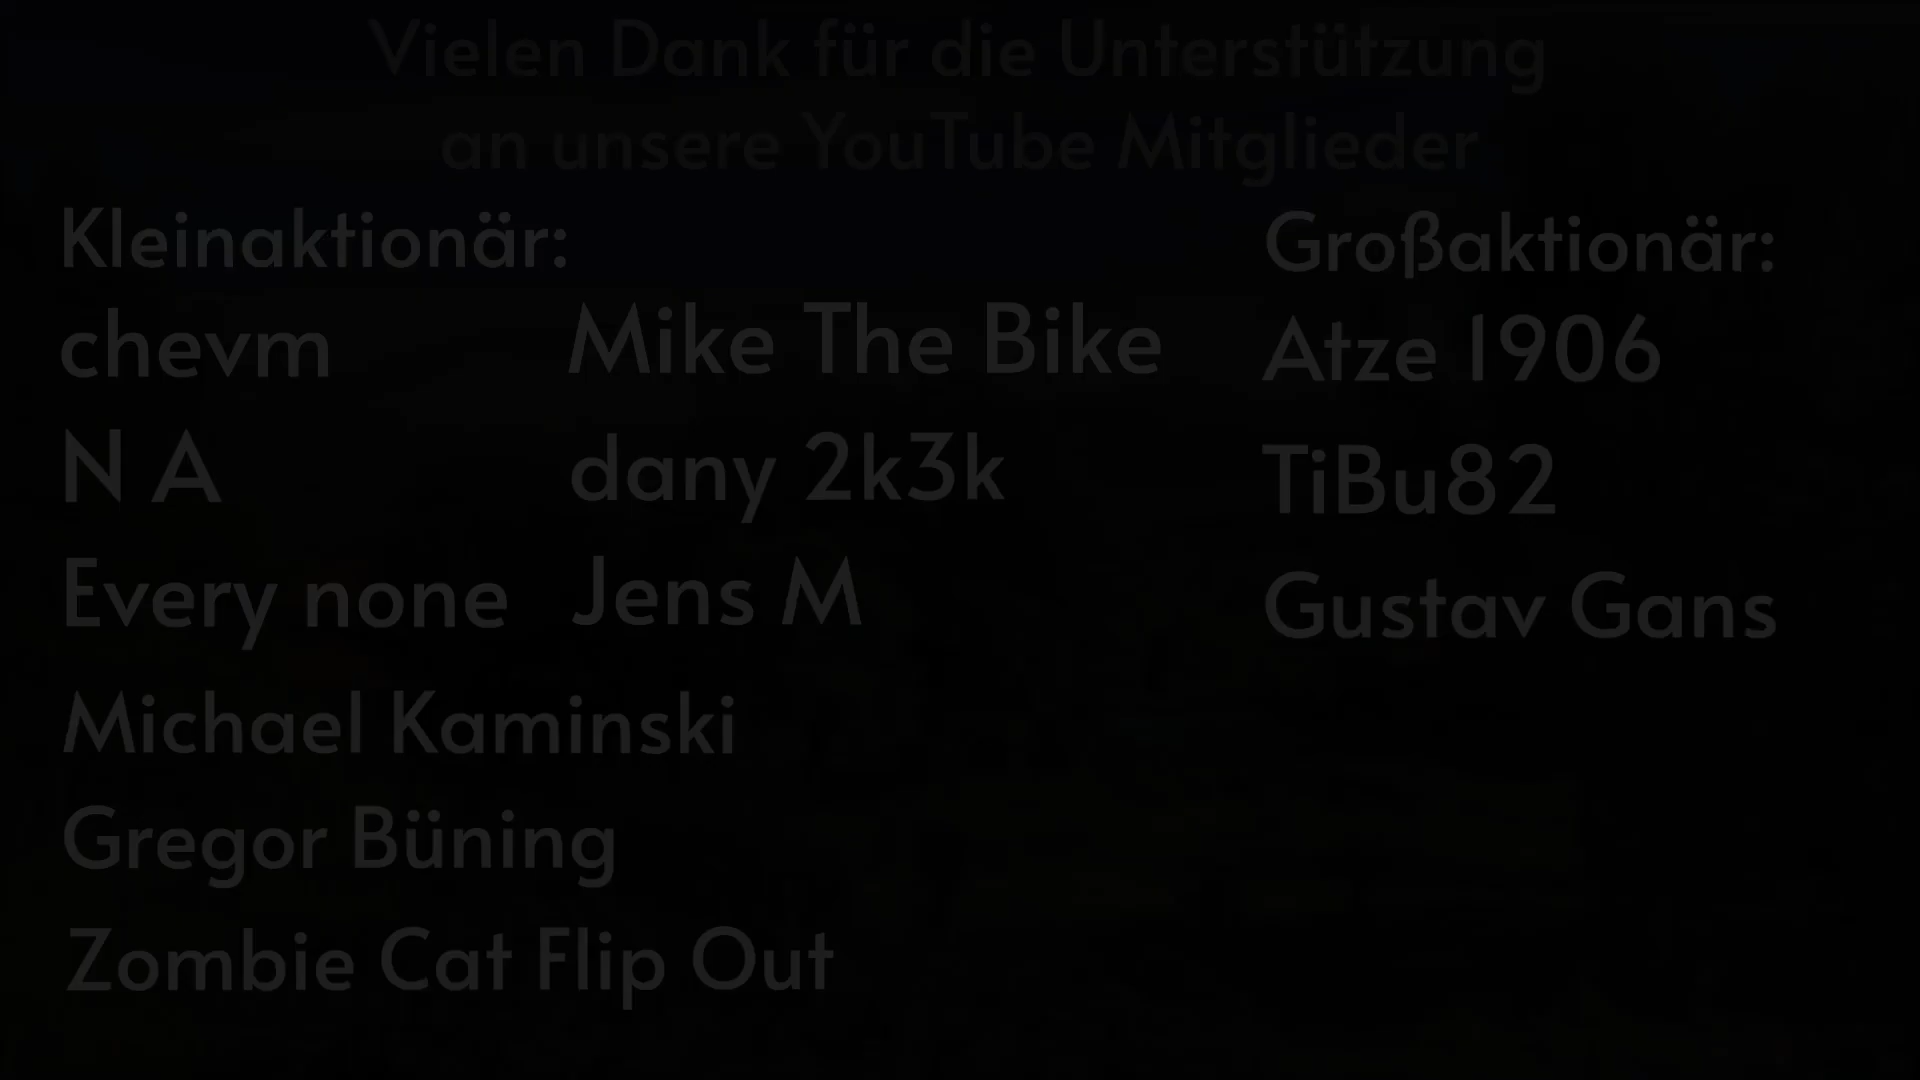 Vielen Dank für die Unterstützung
an unsere YouTube Mitglieder
Kleinaktionär:
chevm
N A
Every none
Michael Kaminski
Gregor Büning
Zombie Cat Flip Out
Mike The Bike
dany 2k3k
Jens M
Großaktionär:
Atze 1906
TiBu82
Gustav Gans